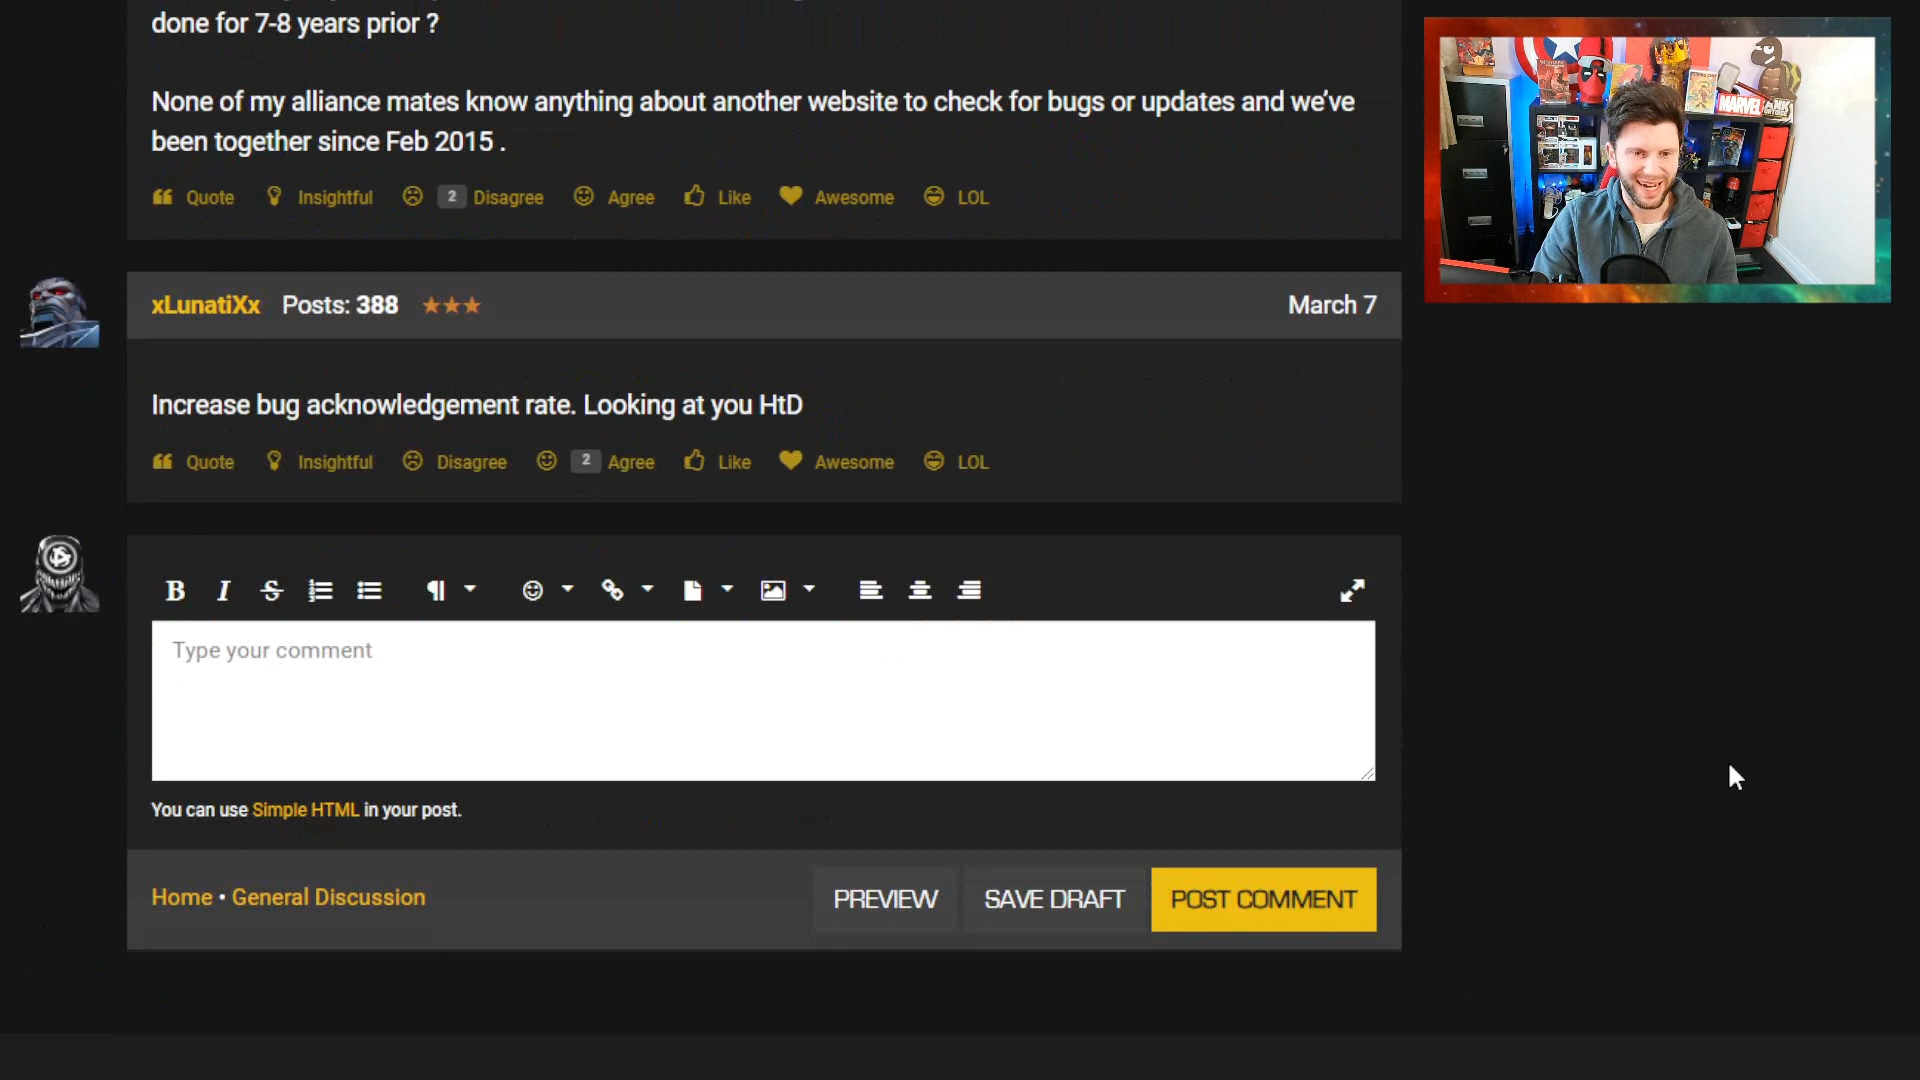 done for 7-8 years prior ?
None of my alliance mates know anything about another website to check for bugs or updates and we've
been together since Feb 2015 .
Quote Insightful 2 Disagree Agree Like Awesome LOL
xLunatiXx Posts: 388 ★★★ March 7
Increase bug acknowledgement rate. Looking at you HtD
Quote Insightful Disagree 2 Agree Like Awesome LOL
B I S
Type your comment
You can use Simple HTML in your post.
Home • General Discussion PREVIEW SAVE DRAFT POST COMMENT
MARVEL